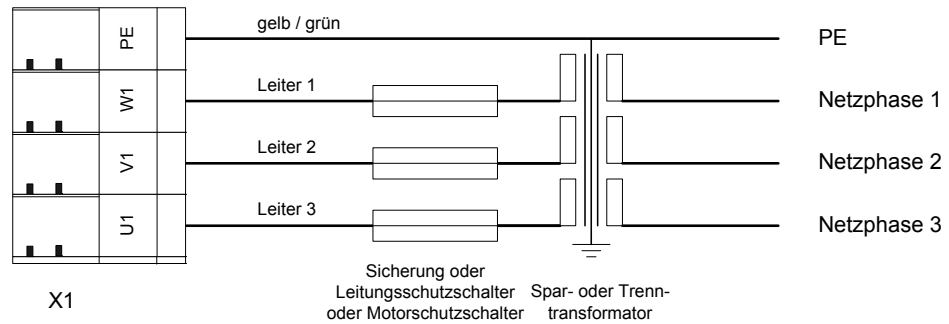 PE
gelb / grün
PE
W1
Leiter 1
Netzphase 1
V1
Leiter 2
Netzphase 2
U1
Leiter 3
Netzphase 3
X1
Sicherung oder
Leitungsschutzschalter
oder Motorschutzschalter
Spar- oder Trenn-
transformator